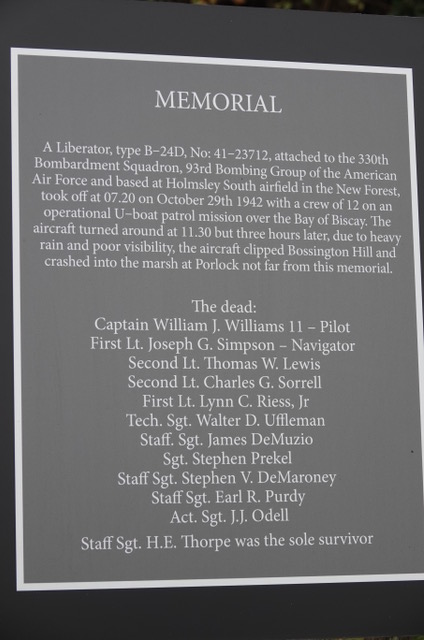 MEMORIAL
A Liberator, type B–24D, No: 41–23712, attached to the 330th
Bombardment Squadron, 93rd Bombing Group of the American
Air Force and based at Holmsley South airfield in the New Forest,
took off at 07.20 on October 29th 1942 with a crew of 12 on an
operational U–boat patrol mission over the Bay of Biscay. The
aircraft turned around at 11.30 but three hours later, due to heavy
rain and poor visibility, the aircraft clipped Bossington Hill and
crashed into the marsh at Porlock not far from this memorial.
The dead:
Captain William J. Williams 11 – Pilot
First Lt. Joseph G. Simpson – Navigator
Second Lt. Thomas W. Lewis
Second Lt. Charles G. Sorrell
First Lt. Lynn C. Riess, Jr
Tech. Sgt. Walter D. Uffleman
Staff. Sgt. James DeMuzio
Sgt. Stephen Prekel
Staff Sgt. Stephen V. DeMaroney
Staff Sgt. Earl R. Purdy
Act. Sgt. J.J. Odell
Staff Sgt. H.E. Thorpe was the sole survivor